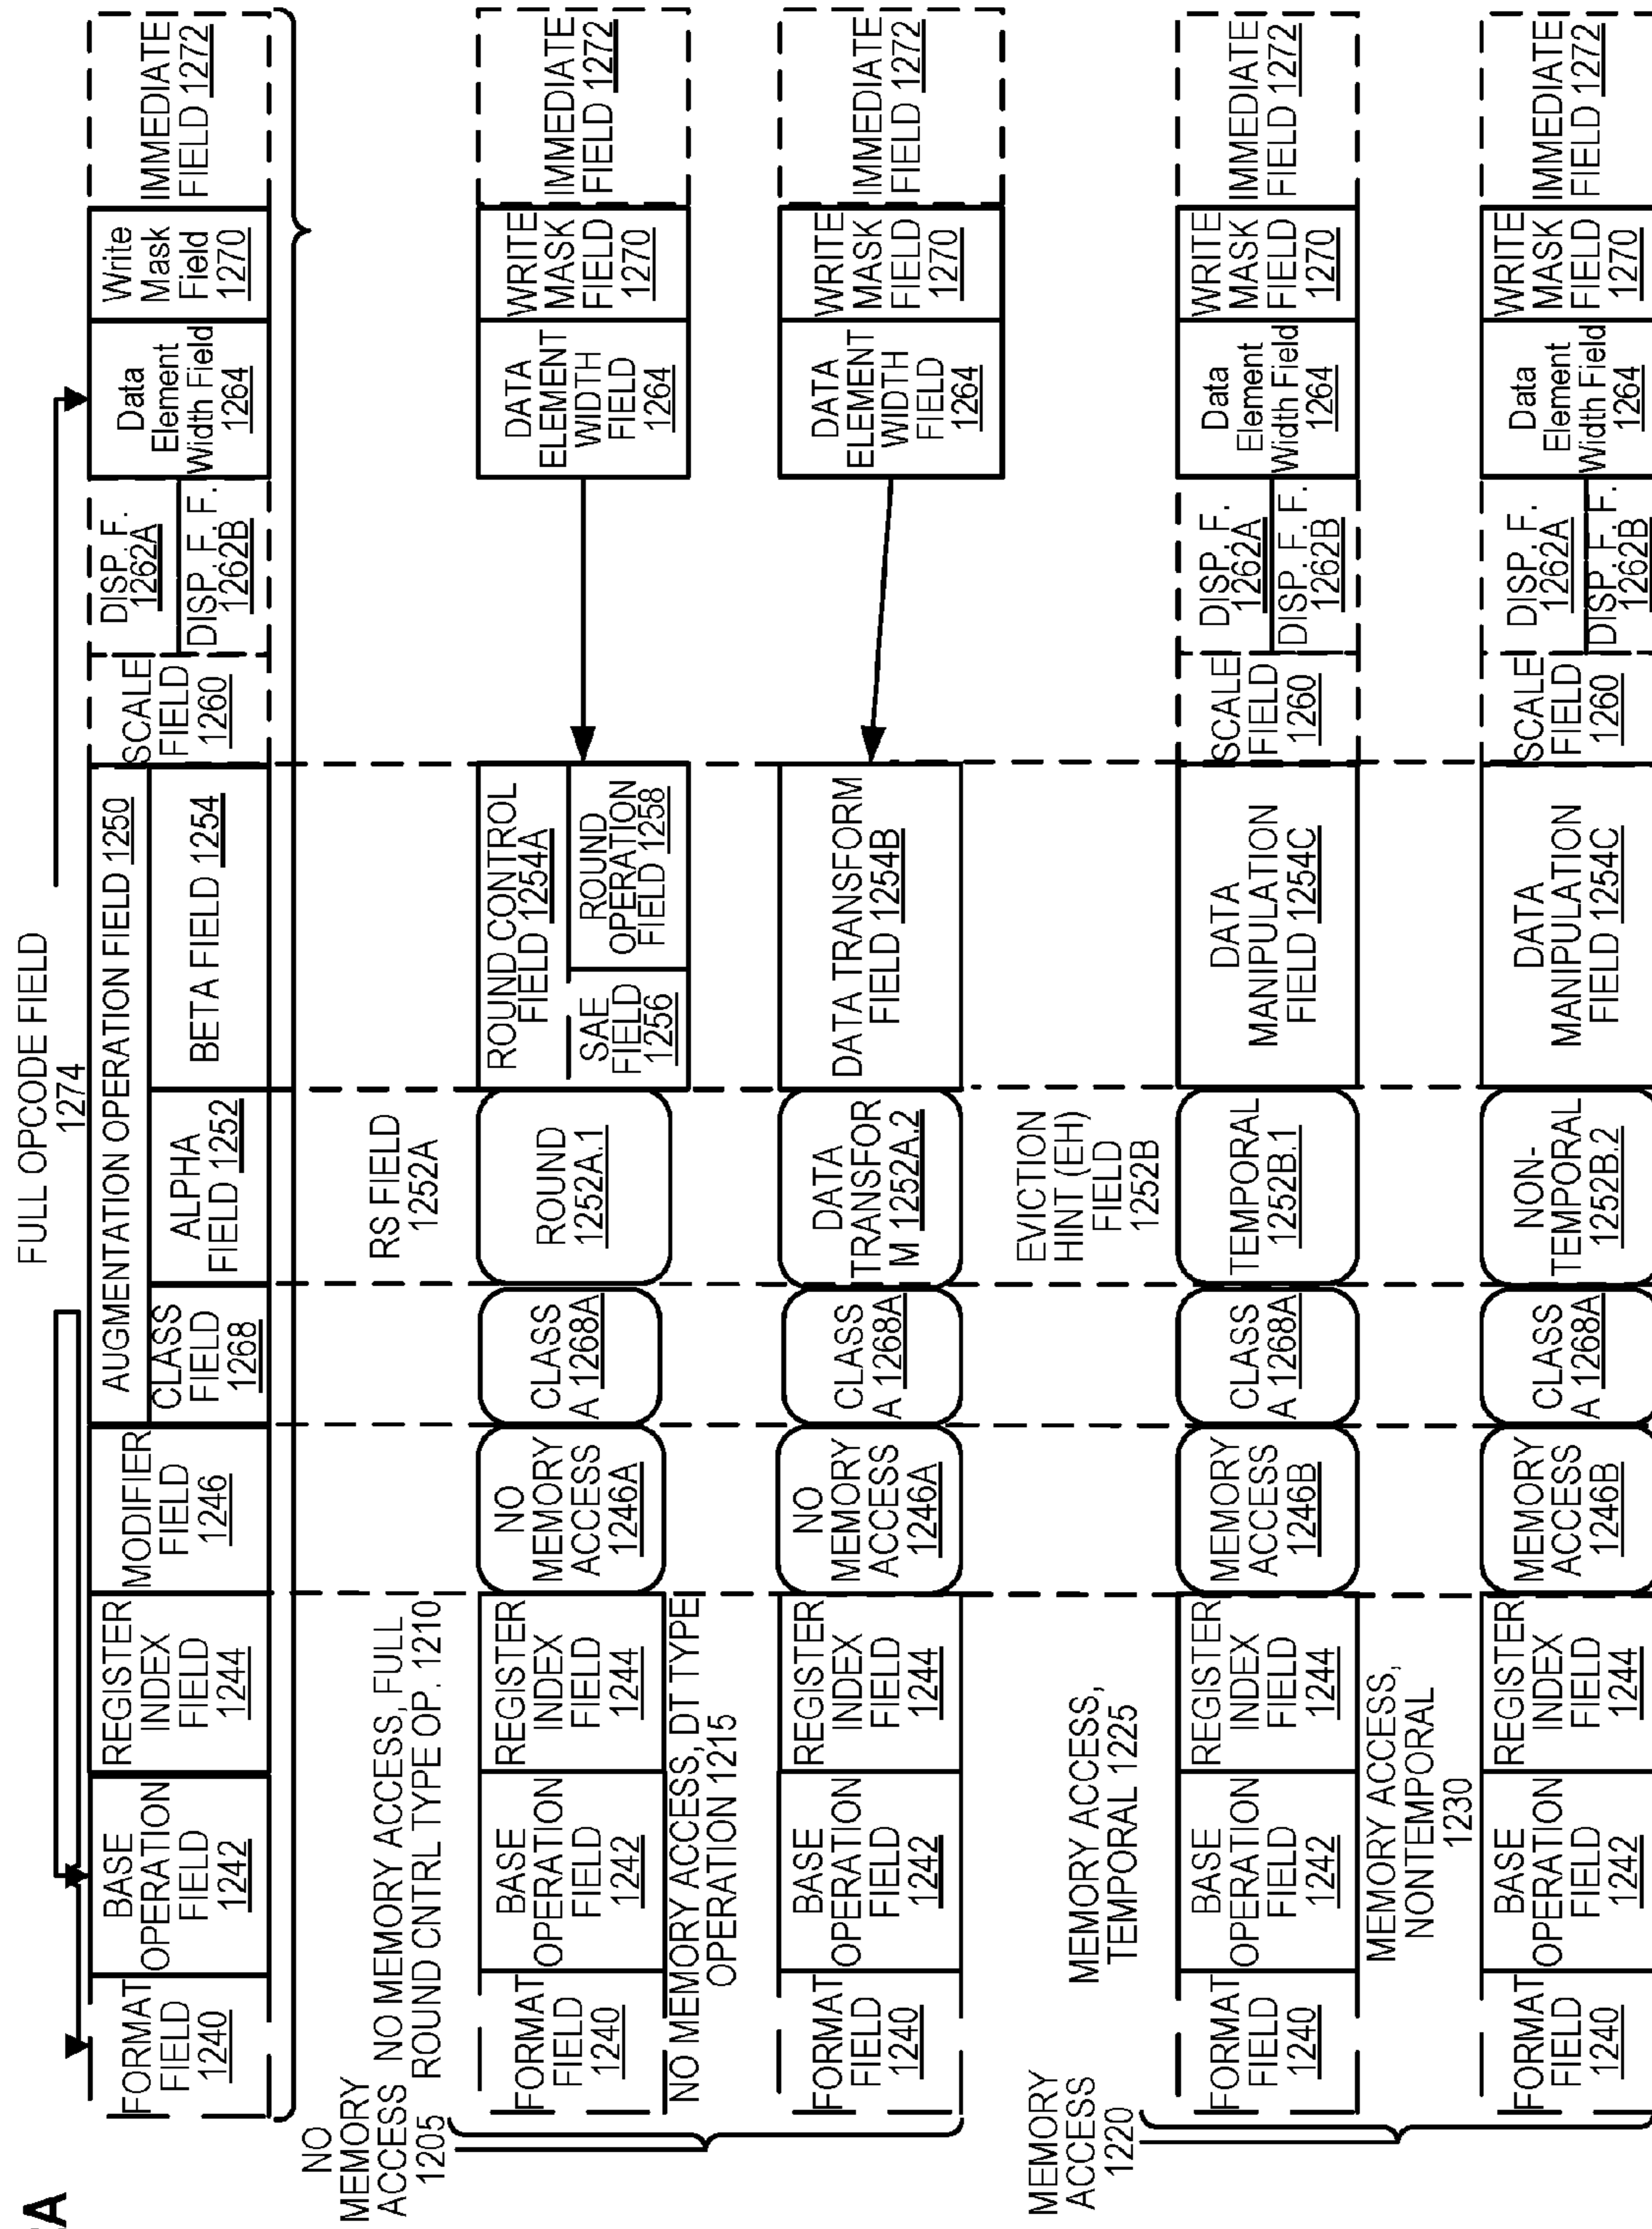 A
FULL OPCODE FIELD
1274
FORMAT
FIELD
1240
BASE
OPERATION
FIELD
1242
REGISTER
INDEX
FIELD
1244
MODIFIER
FIELD
1246
AUGMENTATION OPERATION FIELD 1250
CLASS
FIELD
1268
ALPHA
FIELD 1252
BETA FIELD 1254
SCALE
FIELD
1260
DISP. F.
1262A
DISP. F. F.
1262B
Data
Element
Width Field
1264
Write
Mask
Field
1270
IMMEDIATE
FIELD 1272
NO
MEMORY
ACCESS
1205
NO MEMORY ACCESS, FULL
ROUND CNTRL TYPE OP. 1210
RS FIELD
1252A
FORMAT
FIELD
1240
BASE
OPERATION
FIELD
1242
REGISTER
INDEX
FIELD
1244
NO
MEMORY
ACCESS
1246A
CLASS
A 1268A
ROUND
1252A.1
ROUND CONTROL
FIELD 1254A
SAE
FIELD
1256
ROUND
OPERATION
FIELD 1258
DATA
ELEMENT
WIDTH
FIELD
1264
WRITE
MASK
FIELD
1270
IMMEDIATE
FIELD 1272
NO MEMORY ACCESS, DT TYPE
OPERATION 1215
FORMAT
FIELD
1240
BASE
OPERATION
FIELD
1242
REGISTER
INDEX
FIELD
1244
NO
MEMORY
ACCESS
1246A
CLASS
A 1268A
DATA
TRANSFOR
M 1252A.2
DATA TRANSFORM
FIELD 1254B
DATA
ELEMENT
WIDTH
FIELD
1264
WRITE
MASK
FIELD
1270
IMMEDIATE
FIELD 1272
MEMORY
ACCESS
1220
MEMORY ACCESS,
TEMPORAL 1225
EVICTION
HINT (EH)
FIELD
1252B
FORMAT
FIELD
1240
BASE
OPERATION
FIELD
1242
REGISTER
INDEX
FIELD
1244
MEMORY
ACCESS
1246B
CLASS
A 1268A
TEMPORAL
1252B.1
DATA
MANIPULATION
FIELD 1254C
SCALE
FIELD
1260
DISP. F.
1262A
DISP. F. F.
1262B
Data
Element
Width Field
1264
WRITE
MASK
FIELD
1270
IMMEDIATE
FIELD 1272
MEMORY ACCESS,
NONTEMPORAL
1230
FORMAT
FIELD
1240
BASE
OPERATION
FIELD
1242
REGISTER
INDEX
FIELD
1244
MEMORY
ACCESS
1246B
CLASS
A 1268A
NON-
TEMPORAL
1252B.2
DATA
MANIPULATION
FIELD 1254C
SCALE
FIELD
1260
DISP. F.
1262A
DISP. F. F.
1262B
Data
Element
Width Field
1264
WRITE
MASK
FIELD
1270
IMMEDIATE
FIELD 1272